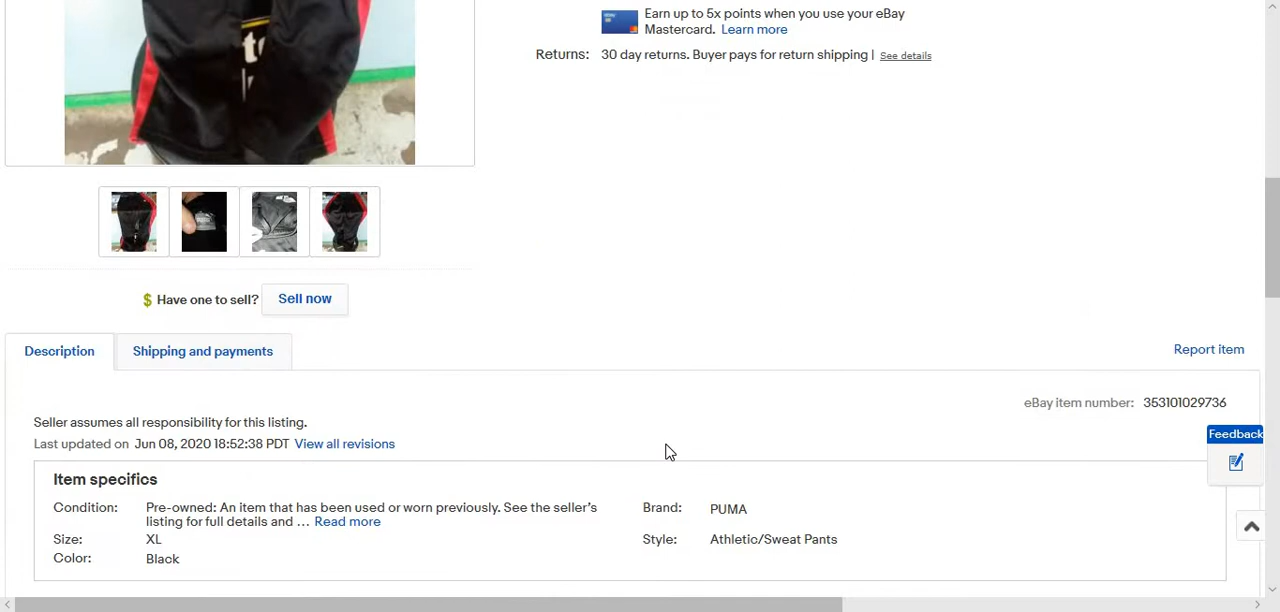 Earn up to 5x points when you use your eBay
Mastercard. Learn more
Returns: 30 day returns. Buyer pays for return shipping | See details
$ Have one to sell? Sell now
Description Shipping and payments
Report item
eBay item number: 353101029736
Seller assumes all responsibility for this listing.
Last updated on Jun 08, 2020 18:52:38 PDT View all revisions
Feedback
Item specifics
Condition: Pre-owned: An item that has been used or worn previously. See the seller’s
listing for full details and ... Read more
Brand: PUMA
Size: XL
Style: Athletic/Sweat Pants
Color: Black